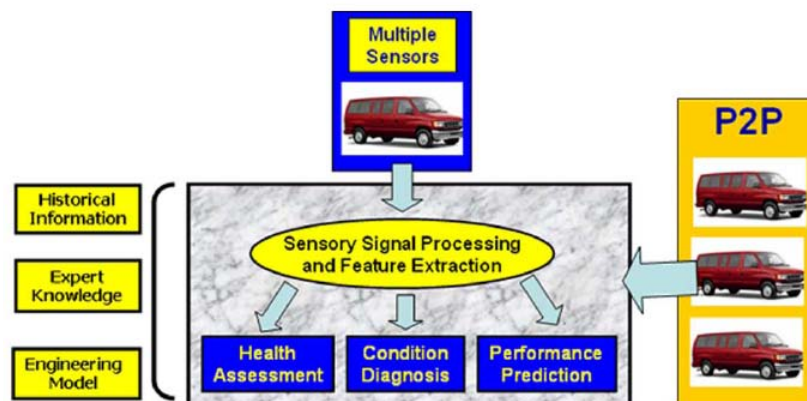 Multiple
Sensors
P2P
Historical
Information
Expert
Knowledge
Engineering
Model
Sensory Signal Processing
and Feature Extraction
Health
Assessment
Condition
Diagnosis
Performance
Prediction